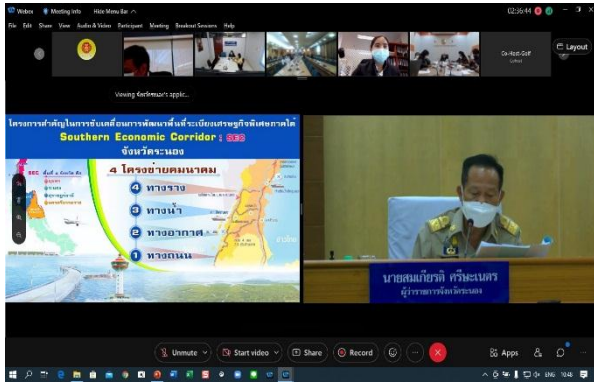 Webex
Meeting Info
Hide Menu Bar
02:36:44
File Edit Share View Audio & Video Participant Meeting Breakout Sessions Help
Co-Host-Golf
Cohost
Layout
Viewing
โครงการสำคัญในการขับเคลื่อนการพัฒนาพื้นที่ระเบียงเศรษฐกิจพิเศษภาคใต้
Southern Economic Corridor : SEC
จังหวัดระนอง
4 โครงข่ายคมนาคม
SEC
4 ทางราง
3 ทางน้ำ
2 ทางอากาศ
1 ทางถนน
นายสมเกียรติ ศรีษะเนตร
ผู้ว่าราชการจังหวัดระนอง
Unmute
Start video
Share
Record
Apps
ENG